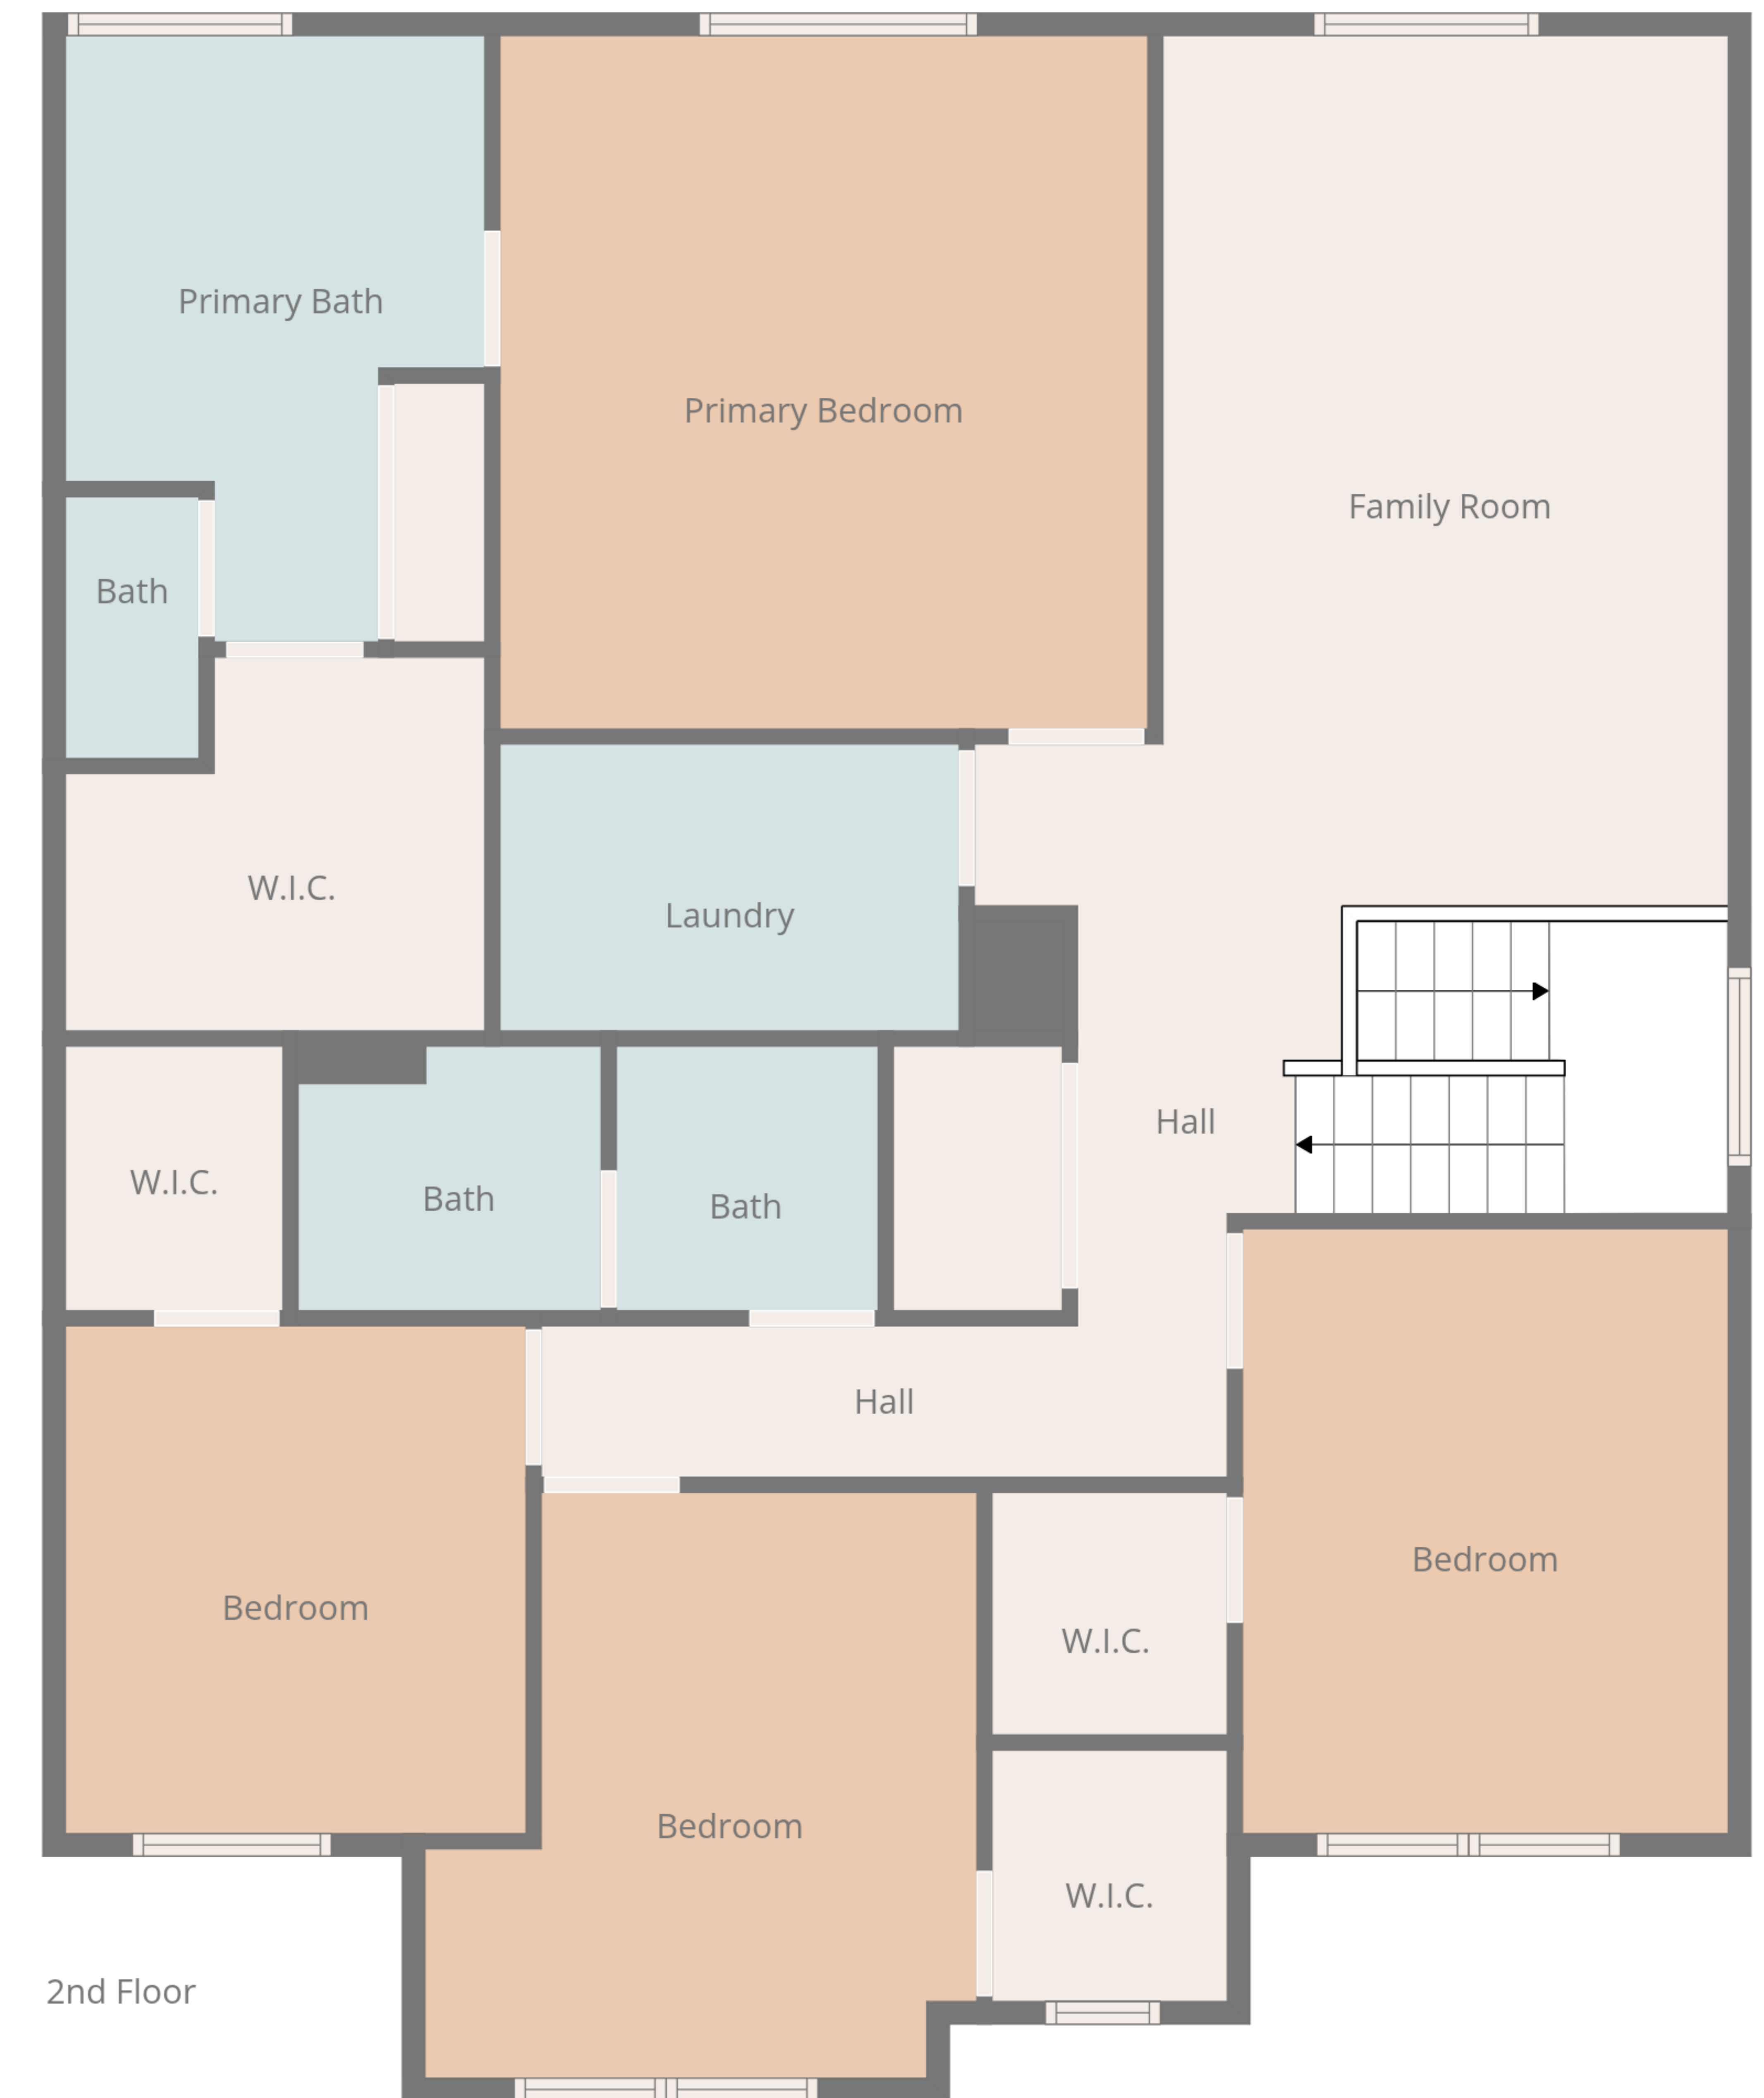 Primary Bath
Primary Bedroom
Family Room
Bath
W.I.C.
Laundry
Hall
W.I.C.
Bath
Bath
Hall
Bedroom
Bedroom
W.I.C.
Bedroom
W.I.C.
2nd Floor